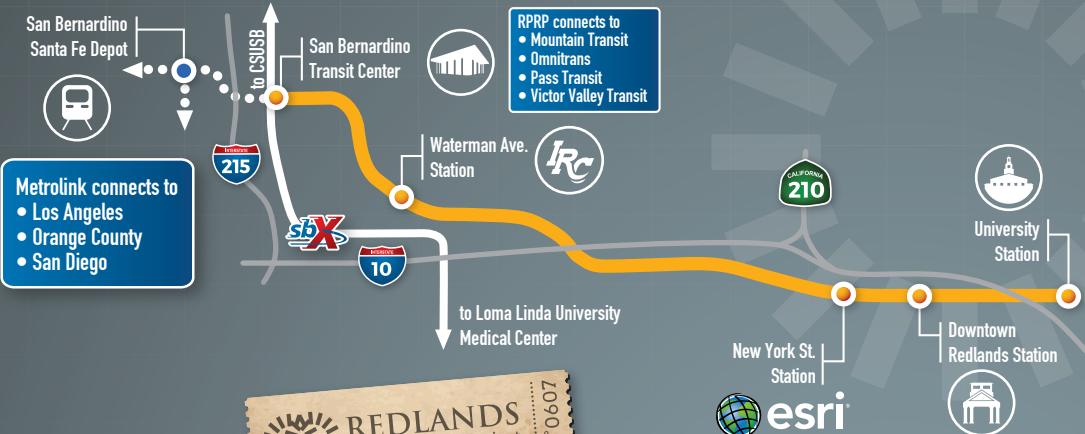 San Bernardino
Santa Fe Depot
to CSUSB
San Bernardino
Transit Center
RPRP connects to
• Mountain Transit
• Omnitrans
• Pass Transit
• Victor Valley Transit
Waterman Ave.
Station
IRC
INTERSTATE
215
CALIFORNIA
210
Metrolink connects to
• Los Angeles
• Orange County
• San Diego
sbX
INTERSTATE
10
University
Station
to Loma Linda University
Medical Center
New York St.
Station
Downtown
Redlands Station
esri
REDLANDS
0607